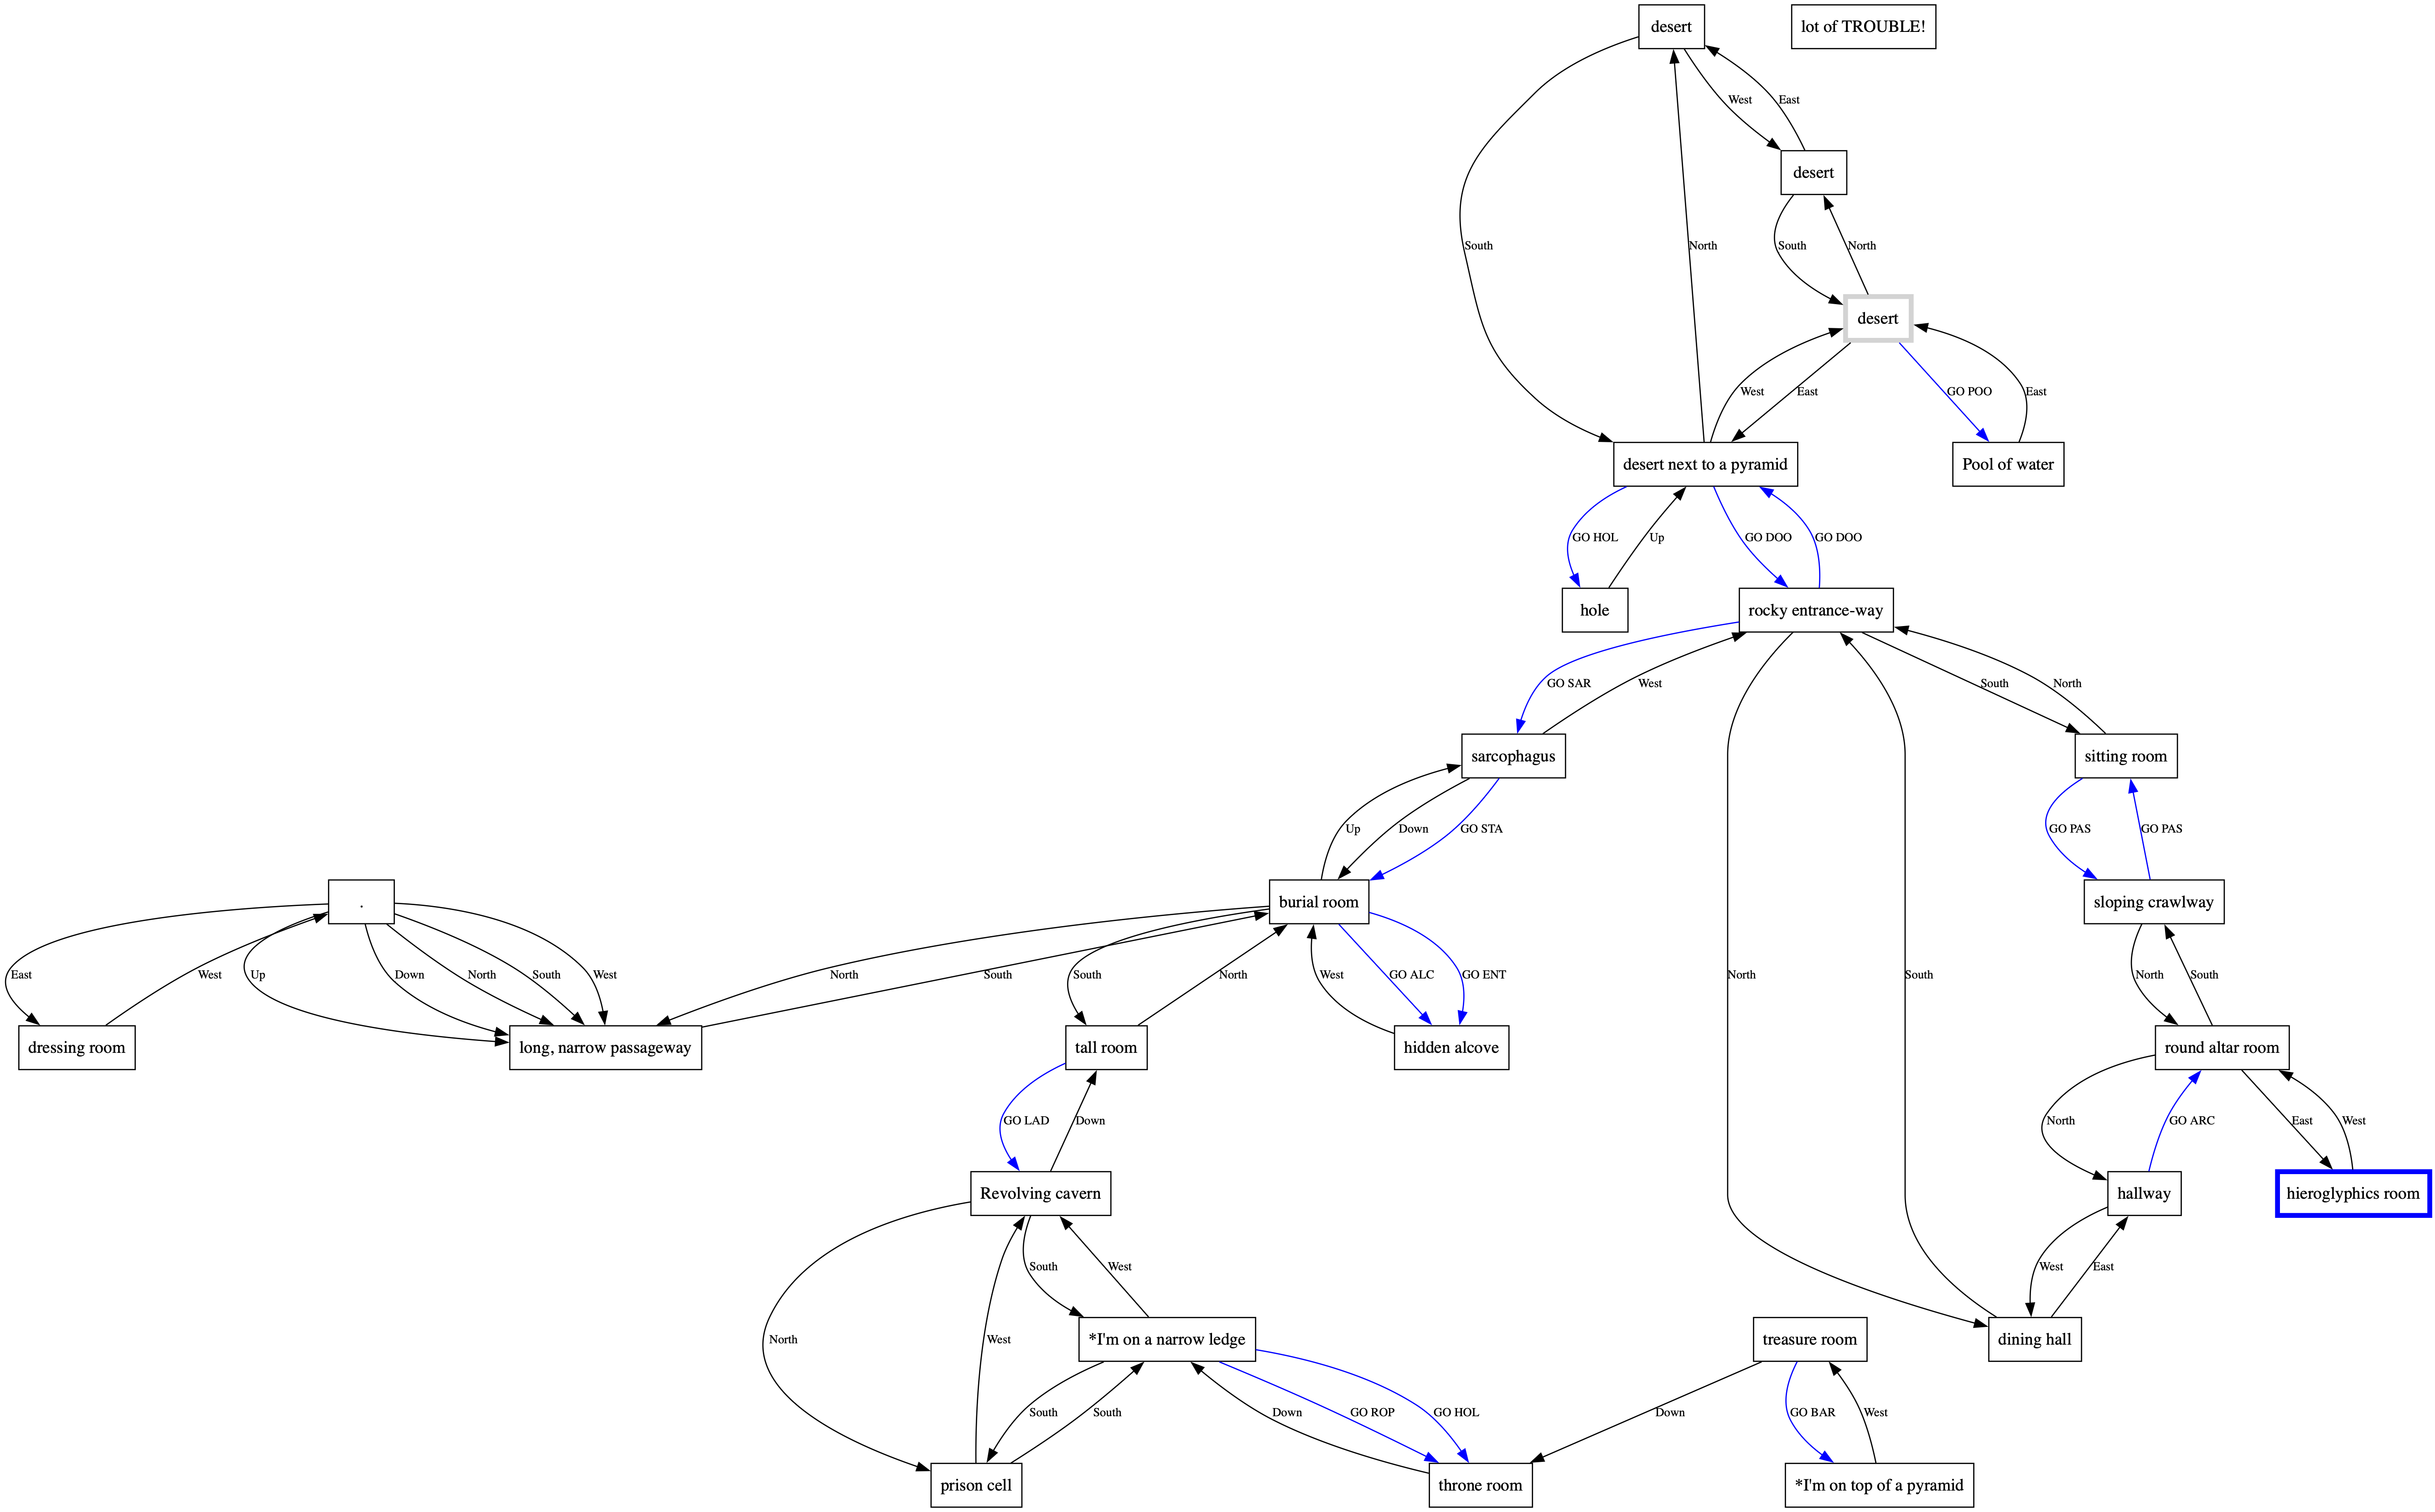 desert
lot of TROUBLE!
West
East
desert
South
South
North
North
desert
West
East
GO POO
East
desert next to a pyramid
Pool of water
GO HOL
Up
GO DOO
GO DOO
hole
rocky entrance-way
GO SAR
West
South
North
sarcophagus
sitting room
Up
Down
GO STA
GO PAS
GO PAS
.
burial room
sloping crawlway
East
West
Up
Down
North
South
West
North
South
South
North
West
GO ALC
GO ENT
North
South
North
South
dressing room
long, narrow passageway
tall room
hidden alcove
round altar room
GO LAD
Down
North
GO ARC
East
West
Revolving cavern
hallway
hieroglyphics room
South
West
West
East
North
West
*I'm on a narrow ledge
treasure room
dining hall
South
South
Down
GO ROP
GO HOL
Down
GO BAR
West
prison cell
throne room
*I'm on top of a pyramid